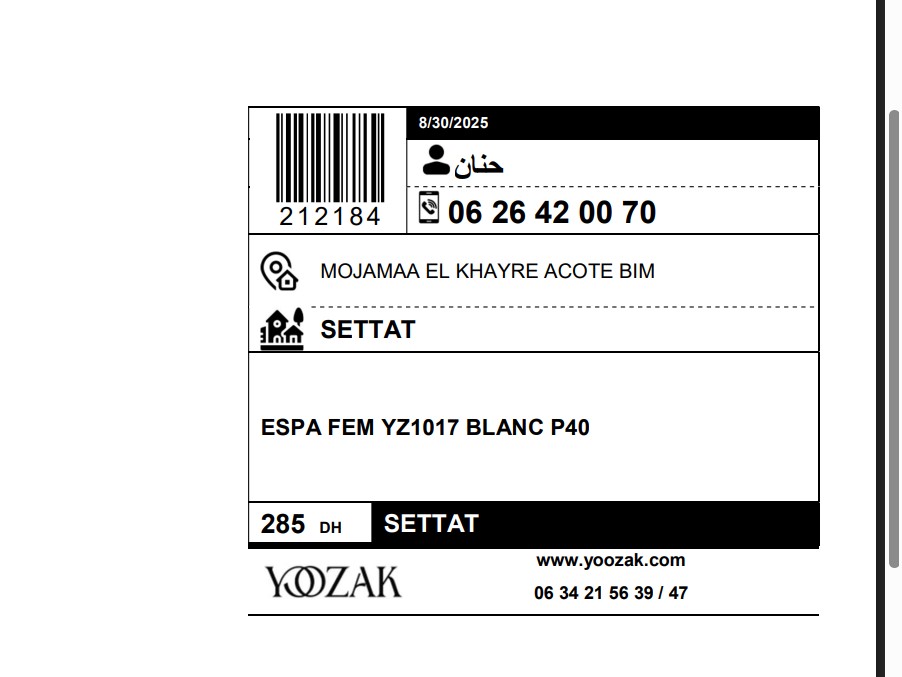 8/30/2025
حنان
212184
06 26 42 00 70
MOJAMAA EL KHAYRE ACOTE BIM
SETTAT
ESPA FEM YZ1017 BLANC P40
285 DH
SETTAT
YOOZAK
www.yoozak.com
06 34 21 56 39 / 47